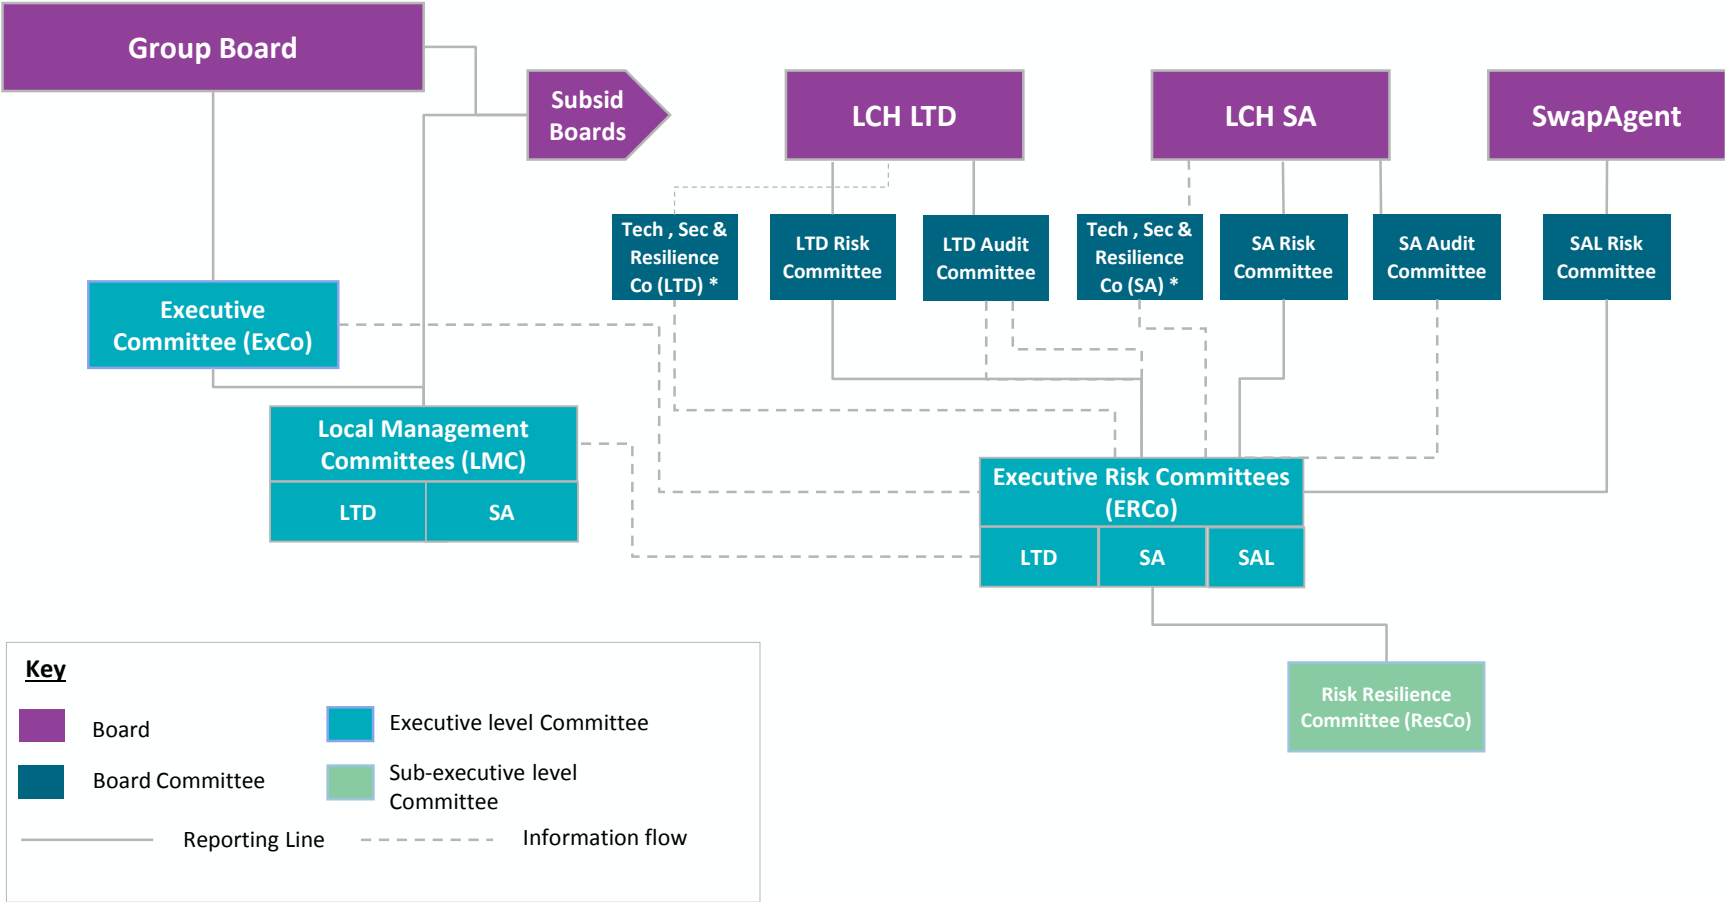 Group Board
Subsid
Boards
LCH LTD
LCH SA
SwapAgent
Tech , Sec &
Resilience
Co (LTD) *
LTD Risk
Committee
LTD Audit
Committee
Tech , Sec &
Resilience
Co (SA) *
SA Risk
Committee
SA Audit
Committee
SAL Risk
Committee
Executive
Committee (ExCo)
Local Management
Committees (LMC)
LTD
SA
Executive Risk Committees
(ERCo)
LTD
SA
SAL
Risk Resilience
Committee (ResCo)
Key
Board
Executive level Committee
Board Committee
Sub-executive level
Committee
Reporting Line
Information flow